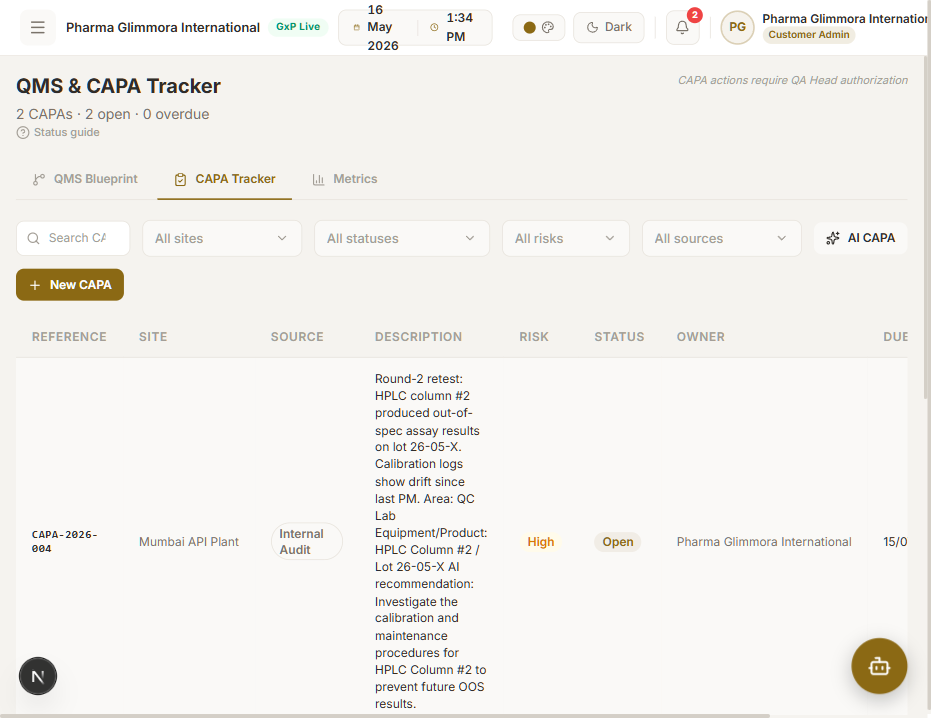 Pharma Glimmora International
GxP Live
16
May
2026
1:34
PM
Dark
2
PG
Pharma Glimmora Internation
Customer Admin
QMS & CAPA Tracker
CAPA actions require QA Head authorization
2 CAPAs · 2 open · 0 overdue
? Status guide
QMS Blueprint
CAPA Tracker
Metrics
Search CA
All sites
All statuses
All risks
All sources
AI CAPA
+ New CAPA
REFERENCE SITE SOURCE DESCRIPTION RISK STATUS OWNER DUE
Round-2 retest:
HPLC column #2
produced out-of-
spec assay results
on lot 26-05-X.
Calibration logs
show drift since
last PM. Area: QC
Lab
Equipment/Product:
HPLC Column #2 /
Lot 26-05-X AI
recommendation:
Investigate the
calibration and
maintenance
procedures for
HPLC Column #2 to
prevent future OOS
results.
CAPA-2026-
004
Mumbai API Plant
Internal
Audit
High
Open
Pharma Glimmora International
15/0
N